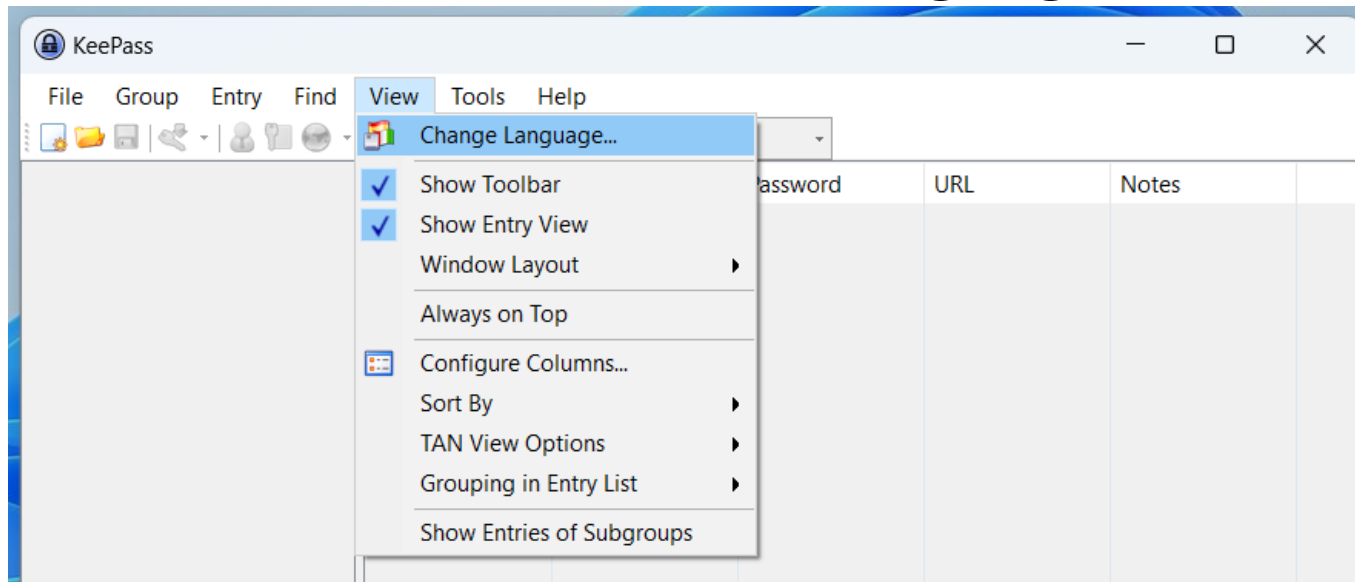 KeePass
File Group Entry Find View Tools Help
Change Language...
Show Toolbar
URL Notes
Show Entry View
Window Layout
Always on Top
Configure Columns...
Sort By
TAN View Options
Grouping in Entry List
Show Entries of Subgroups